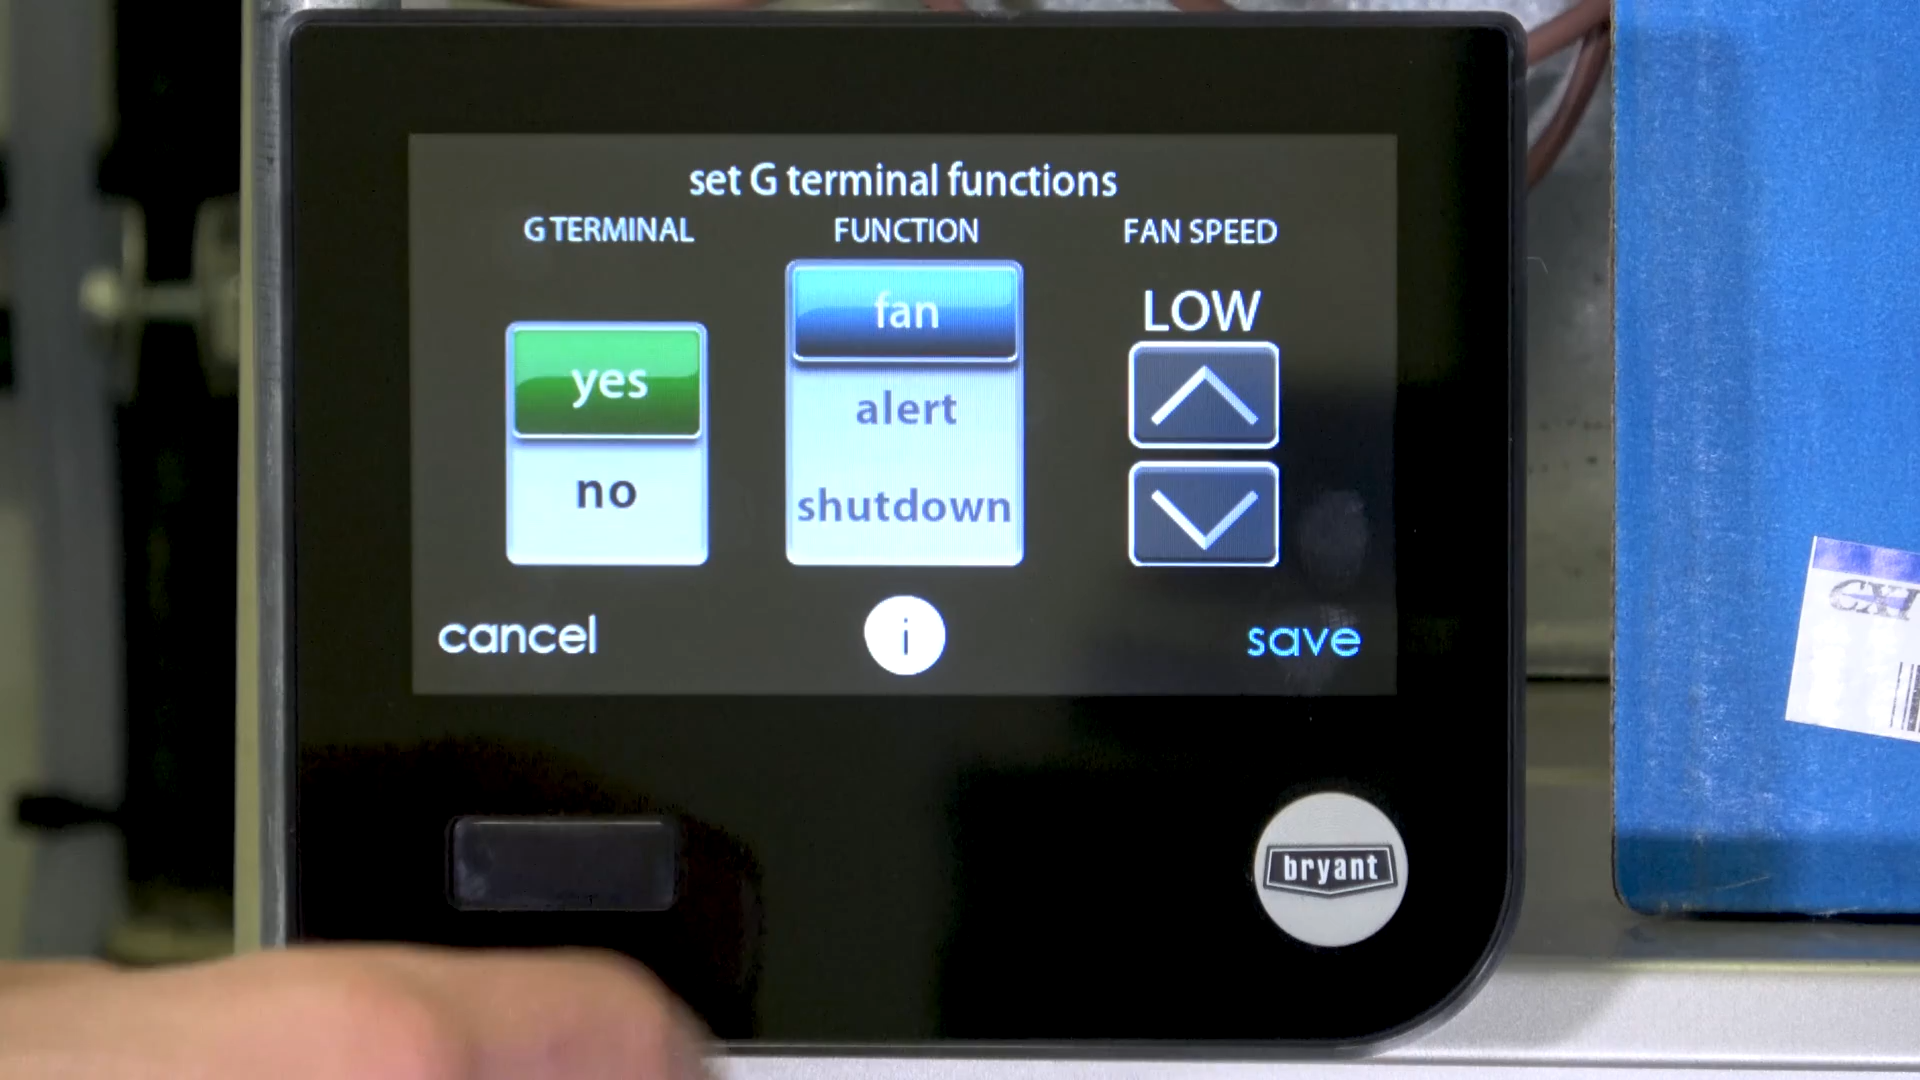 set G terminal functions
G TERMINAL
FUNCTION
FAN SPEED
yes
no
fan
alert
shutdown
LOW
cancel
i
save
bryant